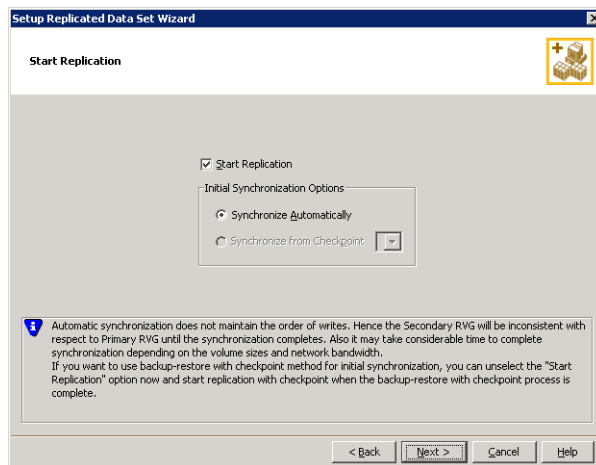 Setup Replicated Data Set Wizard
Start Replication
Start Replication
Initial Synchronization Options
Synchronize Automatically
Synchronize from Checkpoint
Automatic synchronization does not maintain the order of writes. Hence the Secondary RVG will be inconsistent with
respect to Primary RVG until the synchronization completes. Also it may take considerable time to complete
synchronization depending on the volume sizes and network bandwidth.
If you want to use backup-restore with checkpoint method for initial synchronization, you can unselect the "Start
Replication" option now and start replication with checkpoint when the backup-restore with checkpoint process is
complete.
< Back Next > Cancel Help